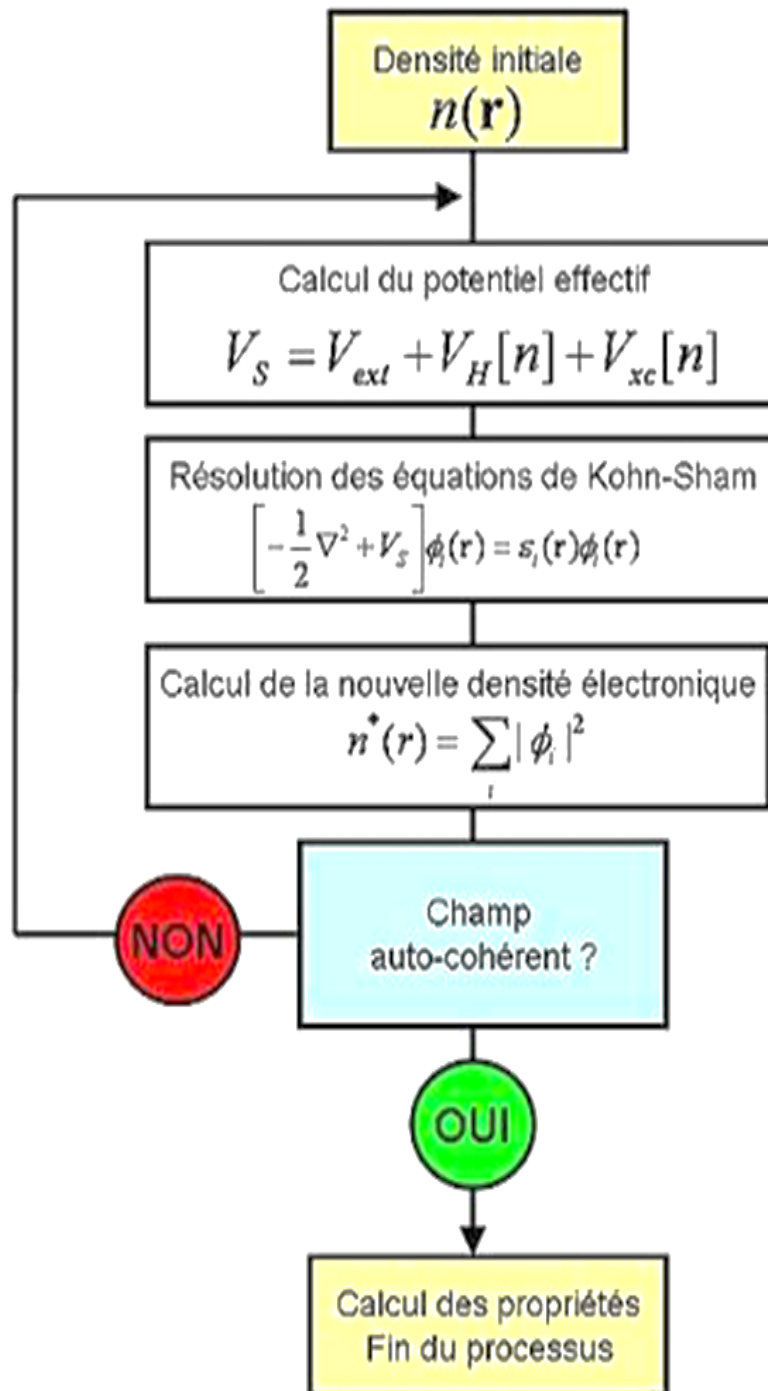 Densité initiale
n(r)
Calcul du potentiel effectif
V_S = V_ext + V_H[n] + V_xc[n]
Résolution des équations de Kohn-Sham
[-1/2 ∇² + V_S] ϕ_i(r) = ε_i(r)ϕ_i(r)
Calcul de la nouvelle densité électronique
n*(r) = ∑_i | ϕ_i |²
Champ
auto-cohérent ?
NON
OUI
Calcul des propriétés
Fin du processus